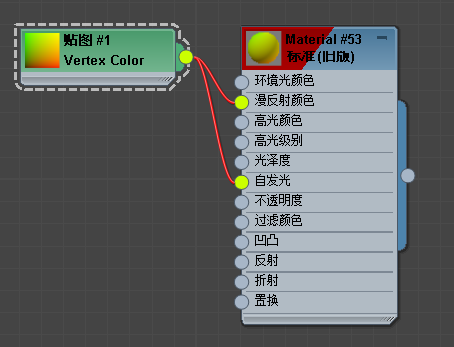 贴图 #1
Vertex Color
Material #53
标准 (旧版)
环境光颜色
漫反射颜色
高光颜色
高光级别
光泽度
自发光
不透明度
过滤颜色
凹凸
反射
折射
置换